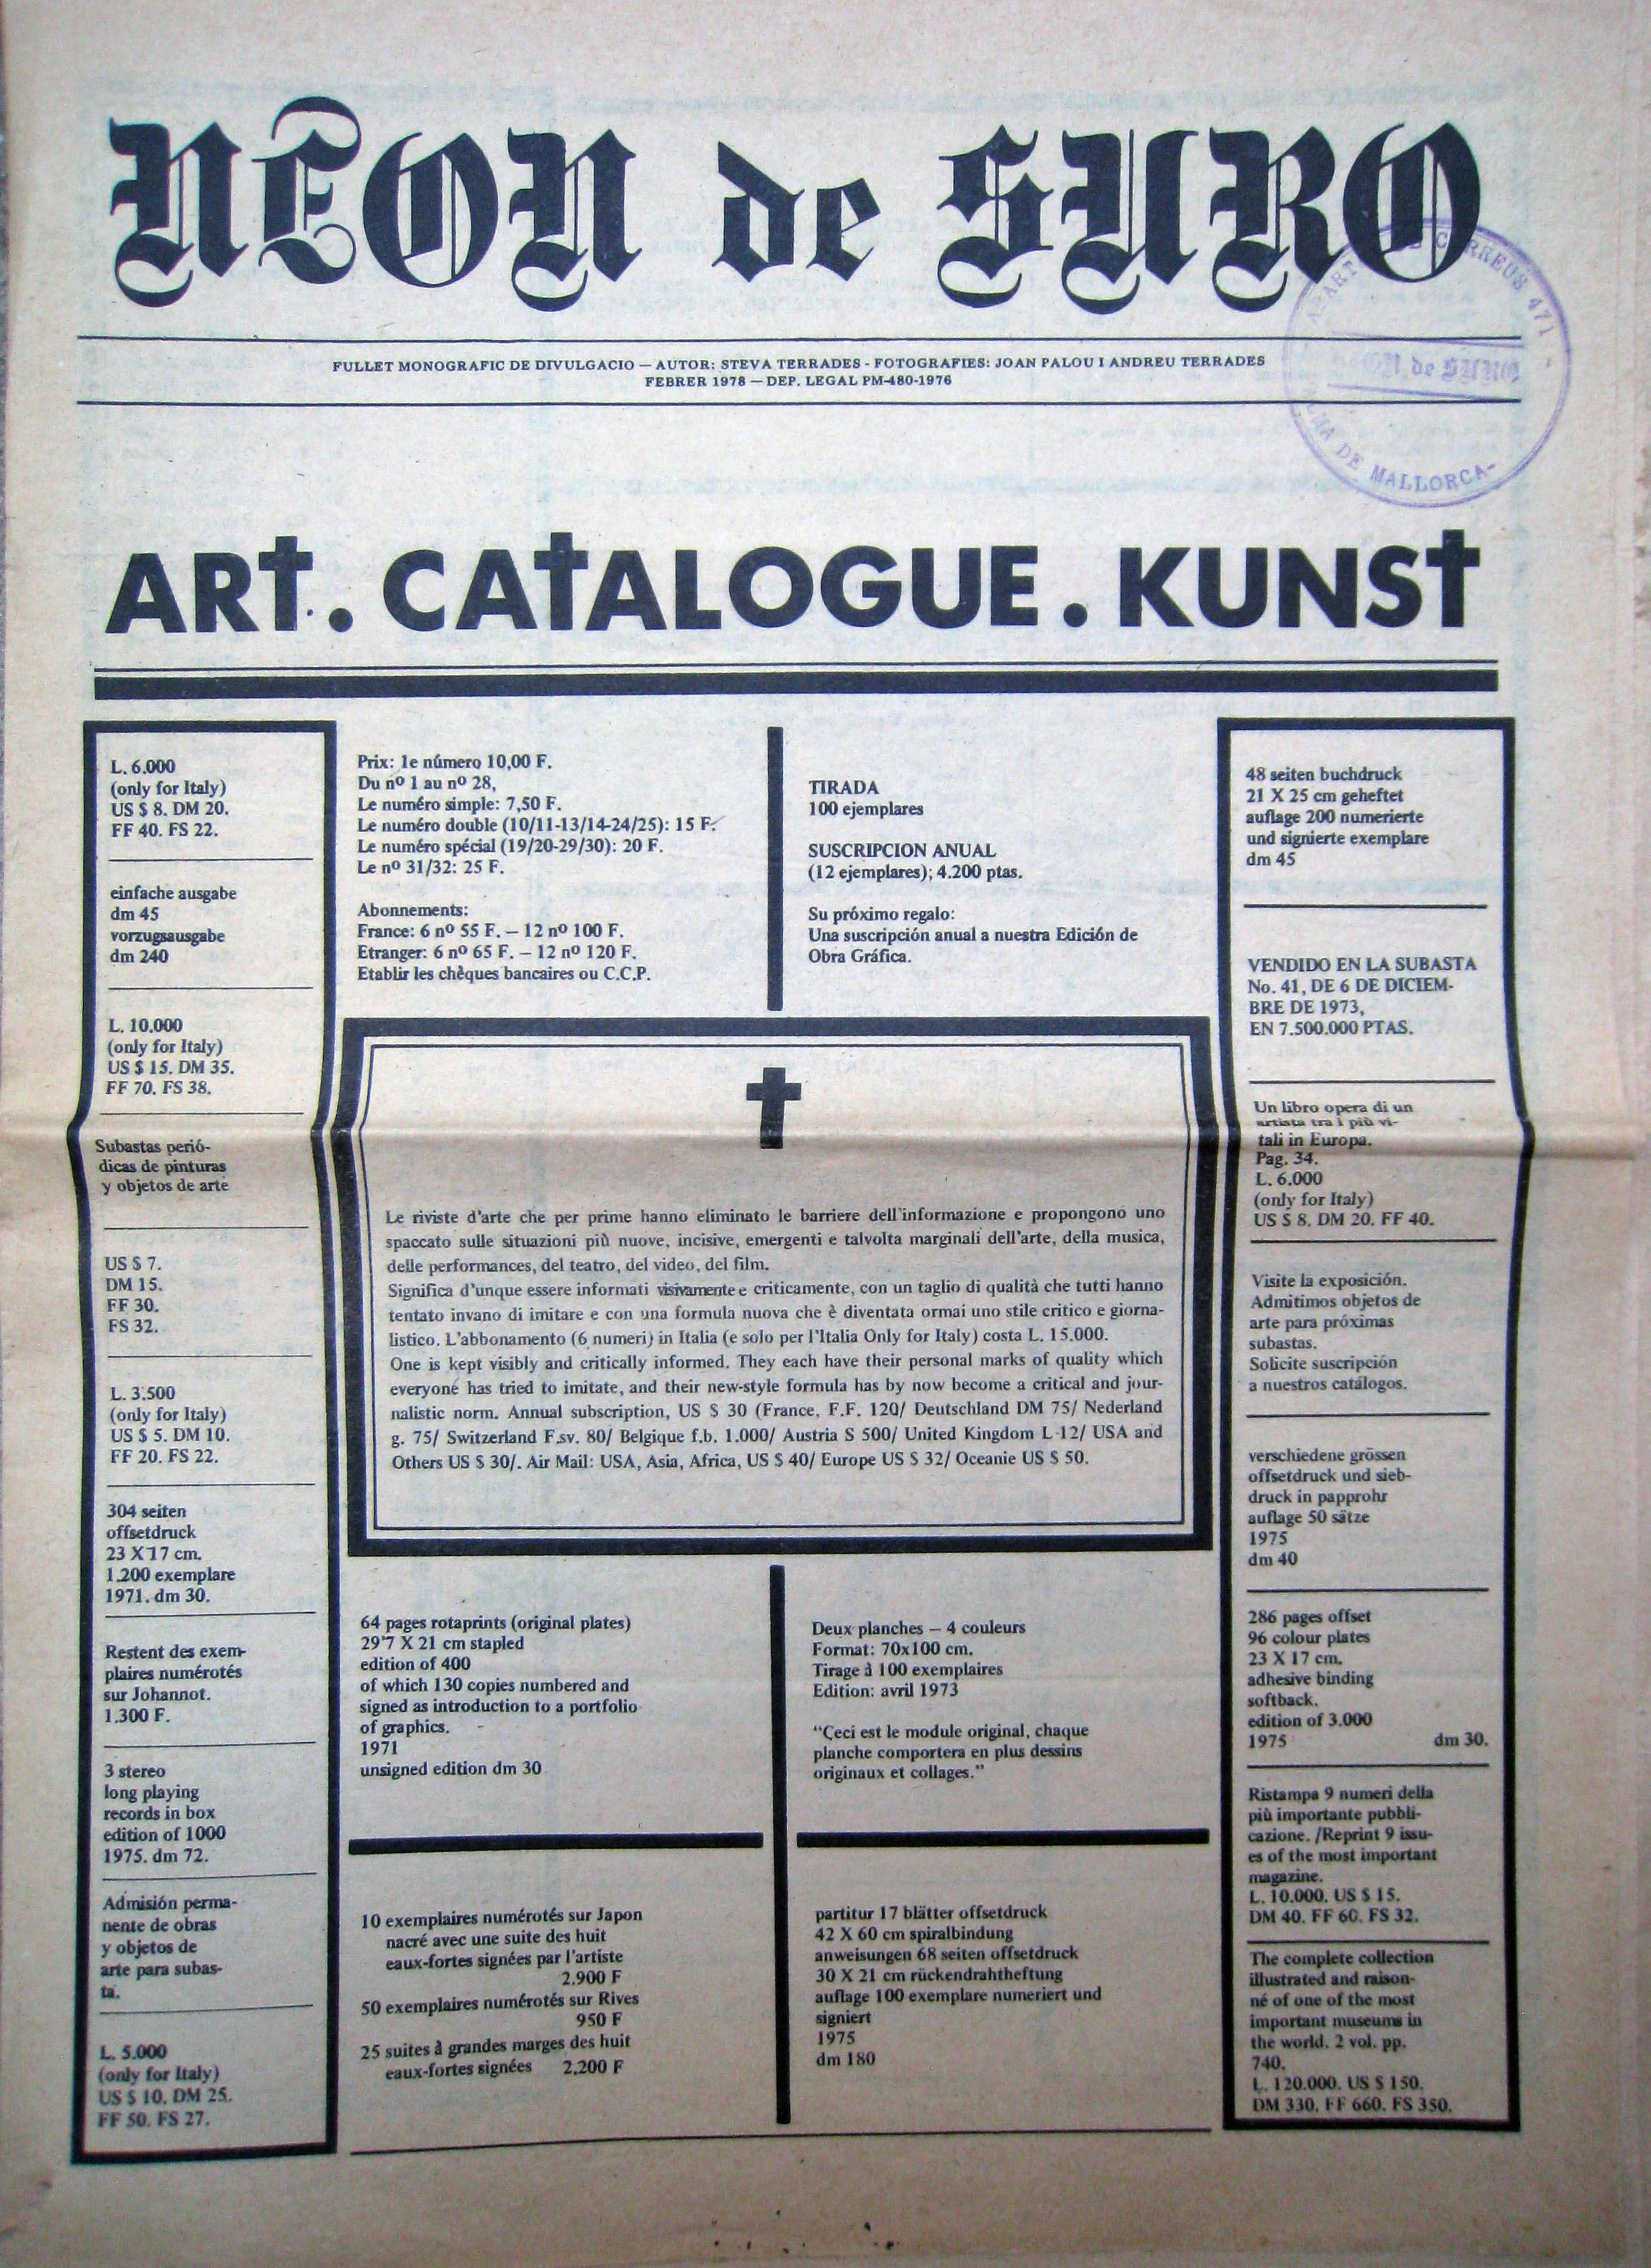 NEON de SURO
FULLET MONOGRAFIC DE DIVULGACIO — AUTOR: STEVA TERRADES - FOTOGRAFIES: JOAN PALOU I ANDREU TERRADES
FEBRER 1978 — DEP. LEGAL PM-480-1976
CORREUS 471
de SURO
DE MALLORCA-
ART. CATALOGUE. KUNST
L. 6.000
(only for Italy)
US $ 8. DM 20.
FF 40. FS 22.
einfache ausgabe
dm 45
vorzugsausgabe
dm 240
L. 10.000
(only for Italy)
US $ 15. DM 35.
FF 70. FS 38.
Subastas perió-
dicas de pinturas
y objetos de arte
US $ 7.
DM 15.
FF 30.
FS 32.
L. 3.500
(only for Italy)
US $ 5. DM 10.
FF 20. FS 22.
304 seiten
offsetdruck
23 X 17 cm.
1.200 exemplare
1971. dm 30.
Restent des exem-
plaires numérotés
sur Johannot.
1.300 F.
3 stereo
long playing
records in box
edition of 1000
1975. dm 72.
Admisión perma-
nente de obras
y objetos de
arte para subas-
ta.
L. 5.000
(only for Italy)
US $ 10. DM 25.
FF 50. FS 27.
Prix: le número 10,00 F.
Du nº 1 au nº 28,
Le numéro simple: 7,50 F.
Le numéro double (10/11-13/14-24/25): 15 F.
Le numéro spécial (19/20-29/30): 20 F.
Le nº 31/32: 25 F.
Abonnements:
France: 6 nº 55 F. — 12 nº 100 F.
Etranger: 6 nº 65 F. — 12 nº 120 F.
Etablir les chèques bancaires ou C.C.P.
TIRADA
100 ejemplares
SUSCRIPCION ANUAL
(12 ejemplares); 4.200 ptas.
Su próximo regalo:
Una suscripción anual a nuestra Edición de
Obra Gráfica.
Le riviste d'arte che per prime hanno eliminato le barriere dell'informazione e propongono uno
spaccato sulle situazioni più nuove, incisive, emergenti e talvolta marginali dell'arte, della musica,
delle performances, del teatro, del video, del film.
Significa d'unque essere informati visivamente e criticamente, con un taglio di qualità che tutti hanno
tentato invano di imitare e con una formula nuova che è diventata ormai uno stile critico e giorna-
listico. L'abbonamento (6 numeri) in Italia (e solo per l'Italia Only for Italy) costa L. 15.000.
One is kept visibly and critically informed. They each have their personal marks of quality which
everyone has tried to imitate, and their new-style formula has by now become a critical and jour-
nalistic norm. Annual subscription, US $ 30 (France, F.F. 120/ Deutschland DM 75/ Nederland
g. 75/ Switzerland F.sv. 80/ Belgique f.b. 1.000/ Austria S 500/ United Kingdom L 12/ USA and
Others US $ 30/. Air Mail: USA, Asia, Africa, US $ 40/ Europe US $ 32/ Oceanie US $ 50.
64 pages rotaprints (original plates)
29'7 X 21 cm stapled
edition of 400
of which 130 copies numbered and
signed as introduction to a portfolio
of graphics.
1971
unsigned edition dm 30
Deux planches — 4 couleurs
Format: 70x100 cm.
Tirage à 100 exemplaires
Edition: avril 1973
"Ceci est le module original, chaque
planche comportera en plus dessins
originaux et collages."
10 exemplaires numérotés sur Japon
nacré avec une suite des huit
eaux-fortes signées par l'artiste
2.900 F
50 exemplaires numérotés sur Rives
950 F
25 suites à grandes marges des huit
eaux-fortes signées 2.200 F
partitur 17 blätter offsetdruck
42 X 60 cm spiralbindung
anweisungen 68 seiten offsetdruck
30 X 21 cm rückendrahtheftung
auflage 100 exemplare numeriert und
signiert
1975
dm 180
48 seiten buchdruck
21 X 25 cm geheftet
auflage 200 numerierte
und signierte exemplare
dm 45
VENDIDO EN LA SUBASTA
No. 41, DE 6 DE DICIEM-
BRE DE 1973,
EN 7.500.000 PTAS.
Un libro opera di un
artista tra i più vi-
tali in Europa.
Pag. 34.
L. 6.000
(only for Italy)
US $ 8. DM 20. FF 40.
Visite la exposición.
Admitimos objetos de
arte para próximas
subastas.
Solicite suscripción
a nuestros catálogos.
verschiedene grössen
offsetdruck und sieb-
druck in papprohr
auflage 50 sätze
1975
dm 40
286 pages offset
96 colour plates
23 X 17 cm.
adhesive binding
softback.
edition of 3.000
1975 dm 30.
Ristampa 9 numeri della
più importante pubbli-
cazione. /Reprint 9 issu-
es of the most important
magazine.
L. 10.000. US $ 15.
DM 40. FF 60. FS 32.
The complete collection
illustrated and raison-
né of one of the most
important museums in
the world. 2 vol. pp.
740.
L. 120.000. US $ 150.
DM 330. FF 660. FS 350.